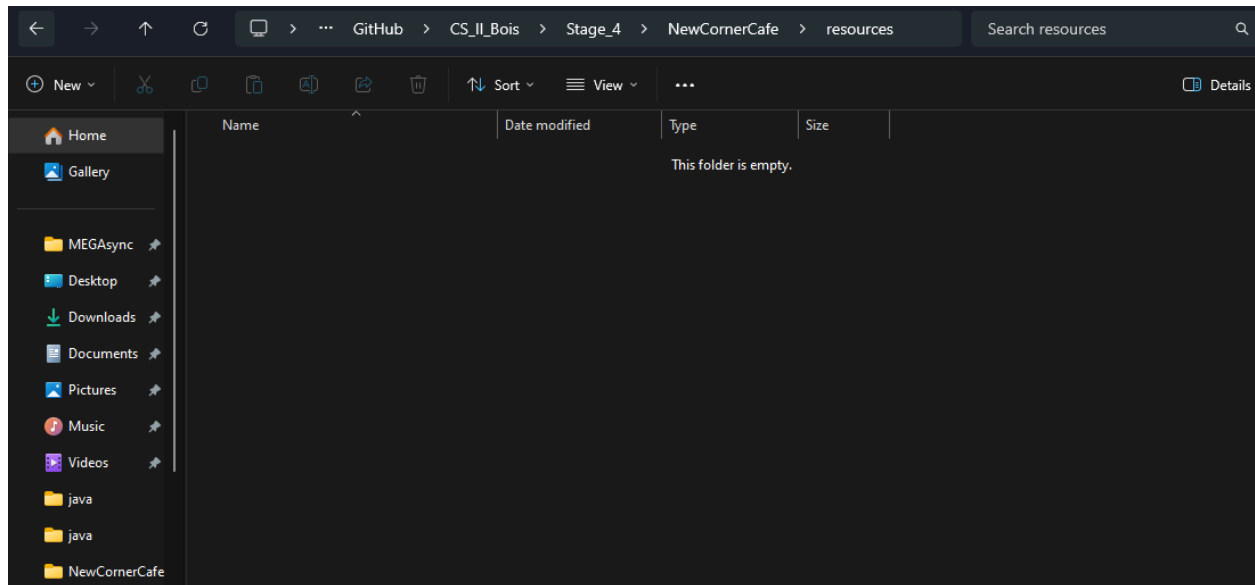 ··· GitHub > CS_II_Bois > Stage_4 > NewCornerCafe > resources Search resources
New Sort View ··· Details
Name Date modified Type Size
This folder is empty.
Home
Gallery
MEGAsync
Desktop
Downloads
Documents
Pictures
Music
Videos
java
java
NewCornerCafe